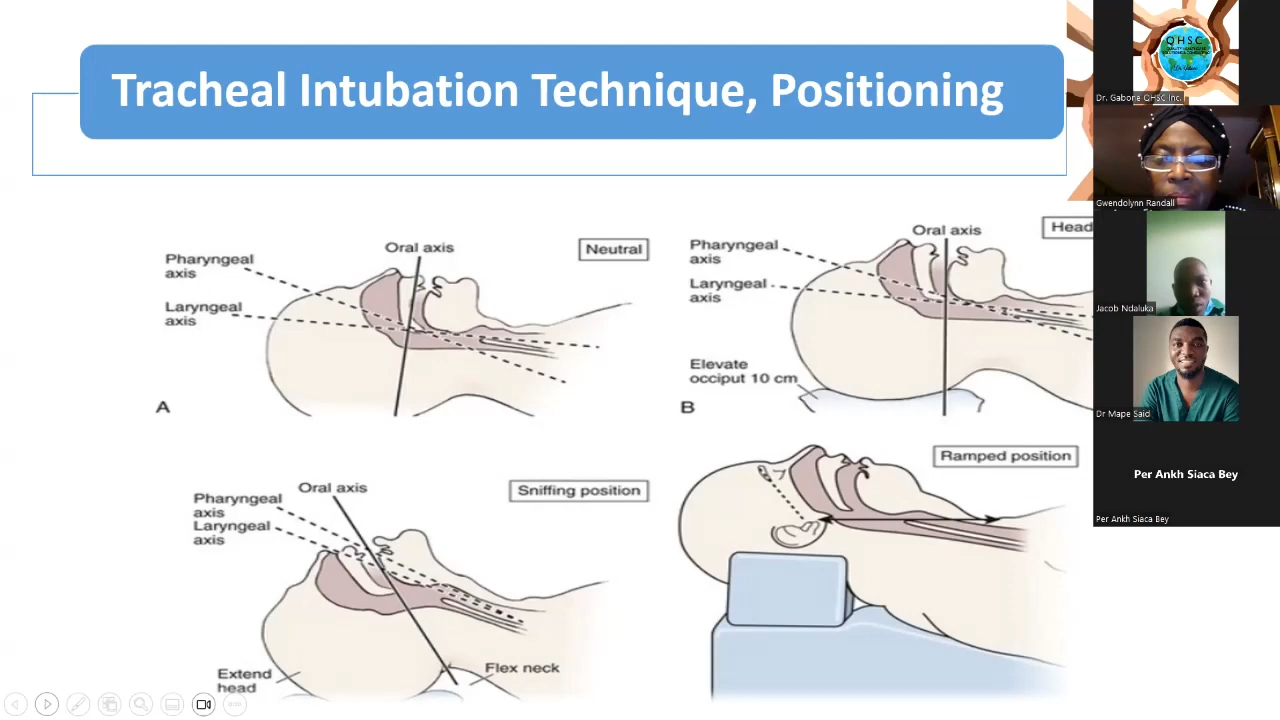 Tracheal Intubation Technique, Positioning
Oral axis
Neutral
Pharyngeal
axis
Laryngeal
axis
A
Oral axis
Head
Pharyngeal
axis
Laryngeal
axis
Elevate
occiput 10 cm
B
Oral axis
Sniffing position
Pharyngeal
axis
Laryngeal
axis
Extend
head
Flex neck
Ramped position
QHSC
Dr. Gabone QHSC Inc.
Gwendolynn Randall
Jacob Ndaluka
Dr Mape Said
Per Ankh Siaca Bey
Per Ankh Siaca Bey